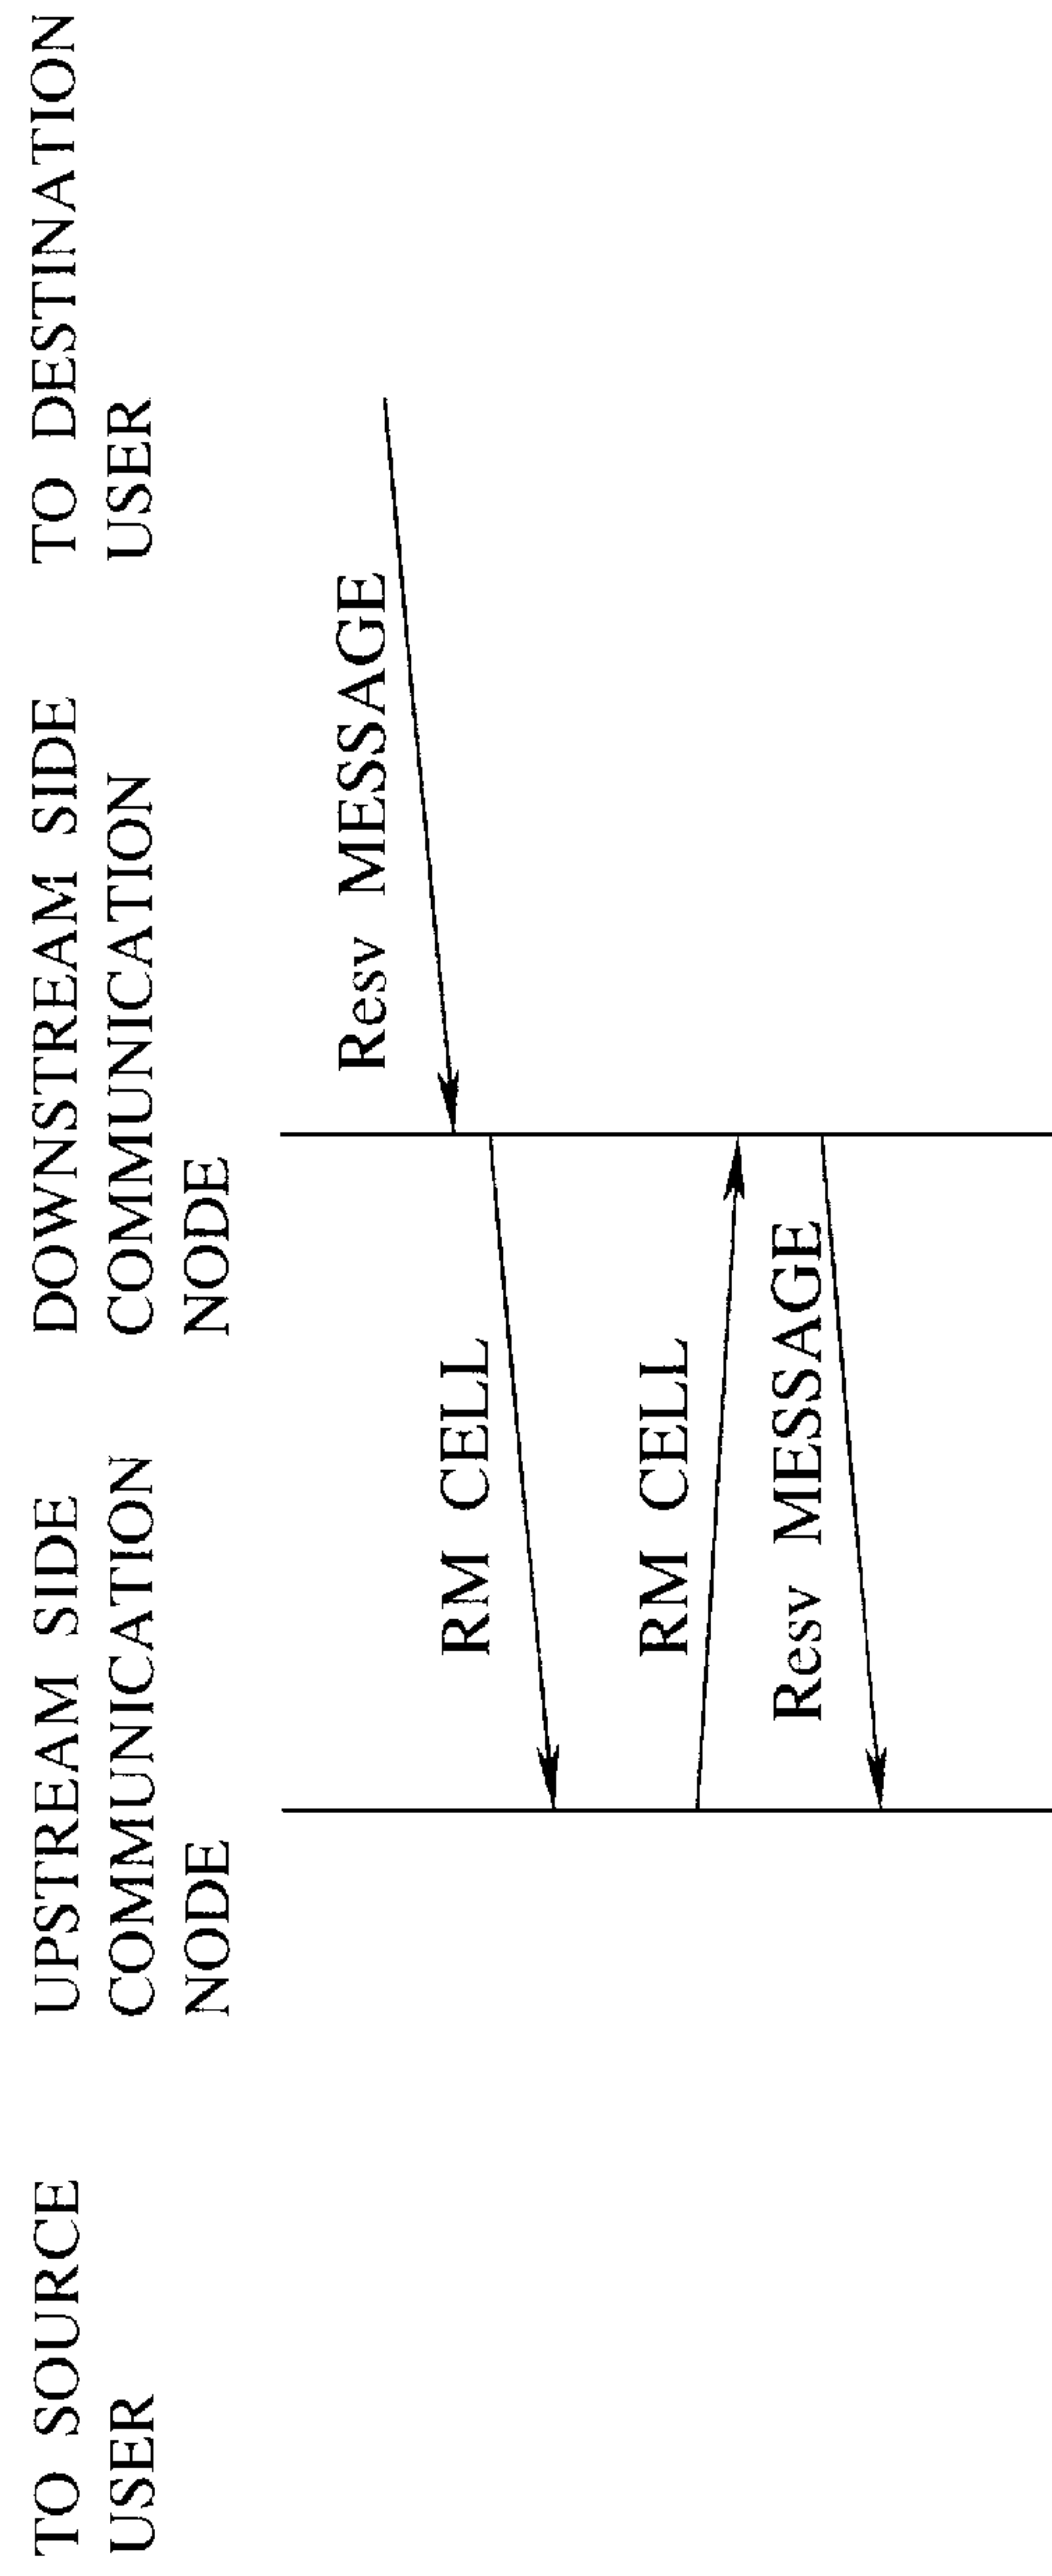 TO SOURCE
USER
UPSTREAM SIDE
COMMUNICATION
NODE
DOWNSTREAM SIDE
COMMUNICATION
NODE
TO DESTINATION
USER
Resv MESSAGE
RM CELL
RM CELL
Resv MESSAGE